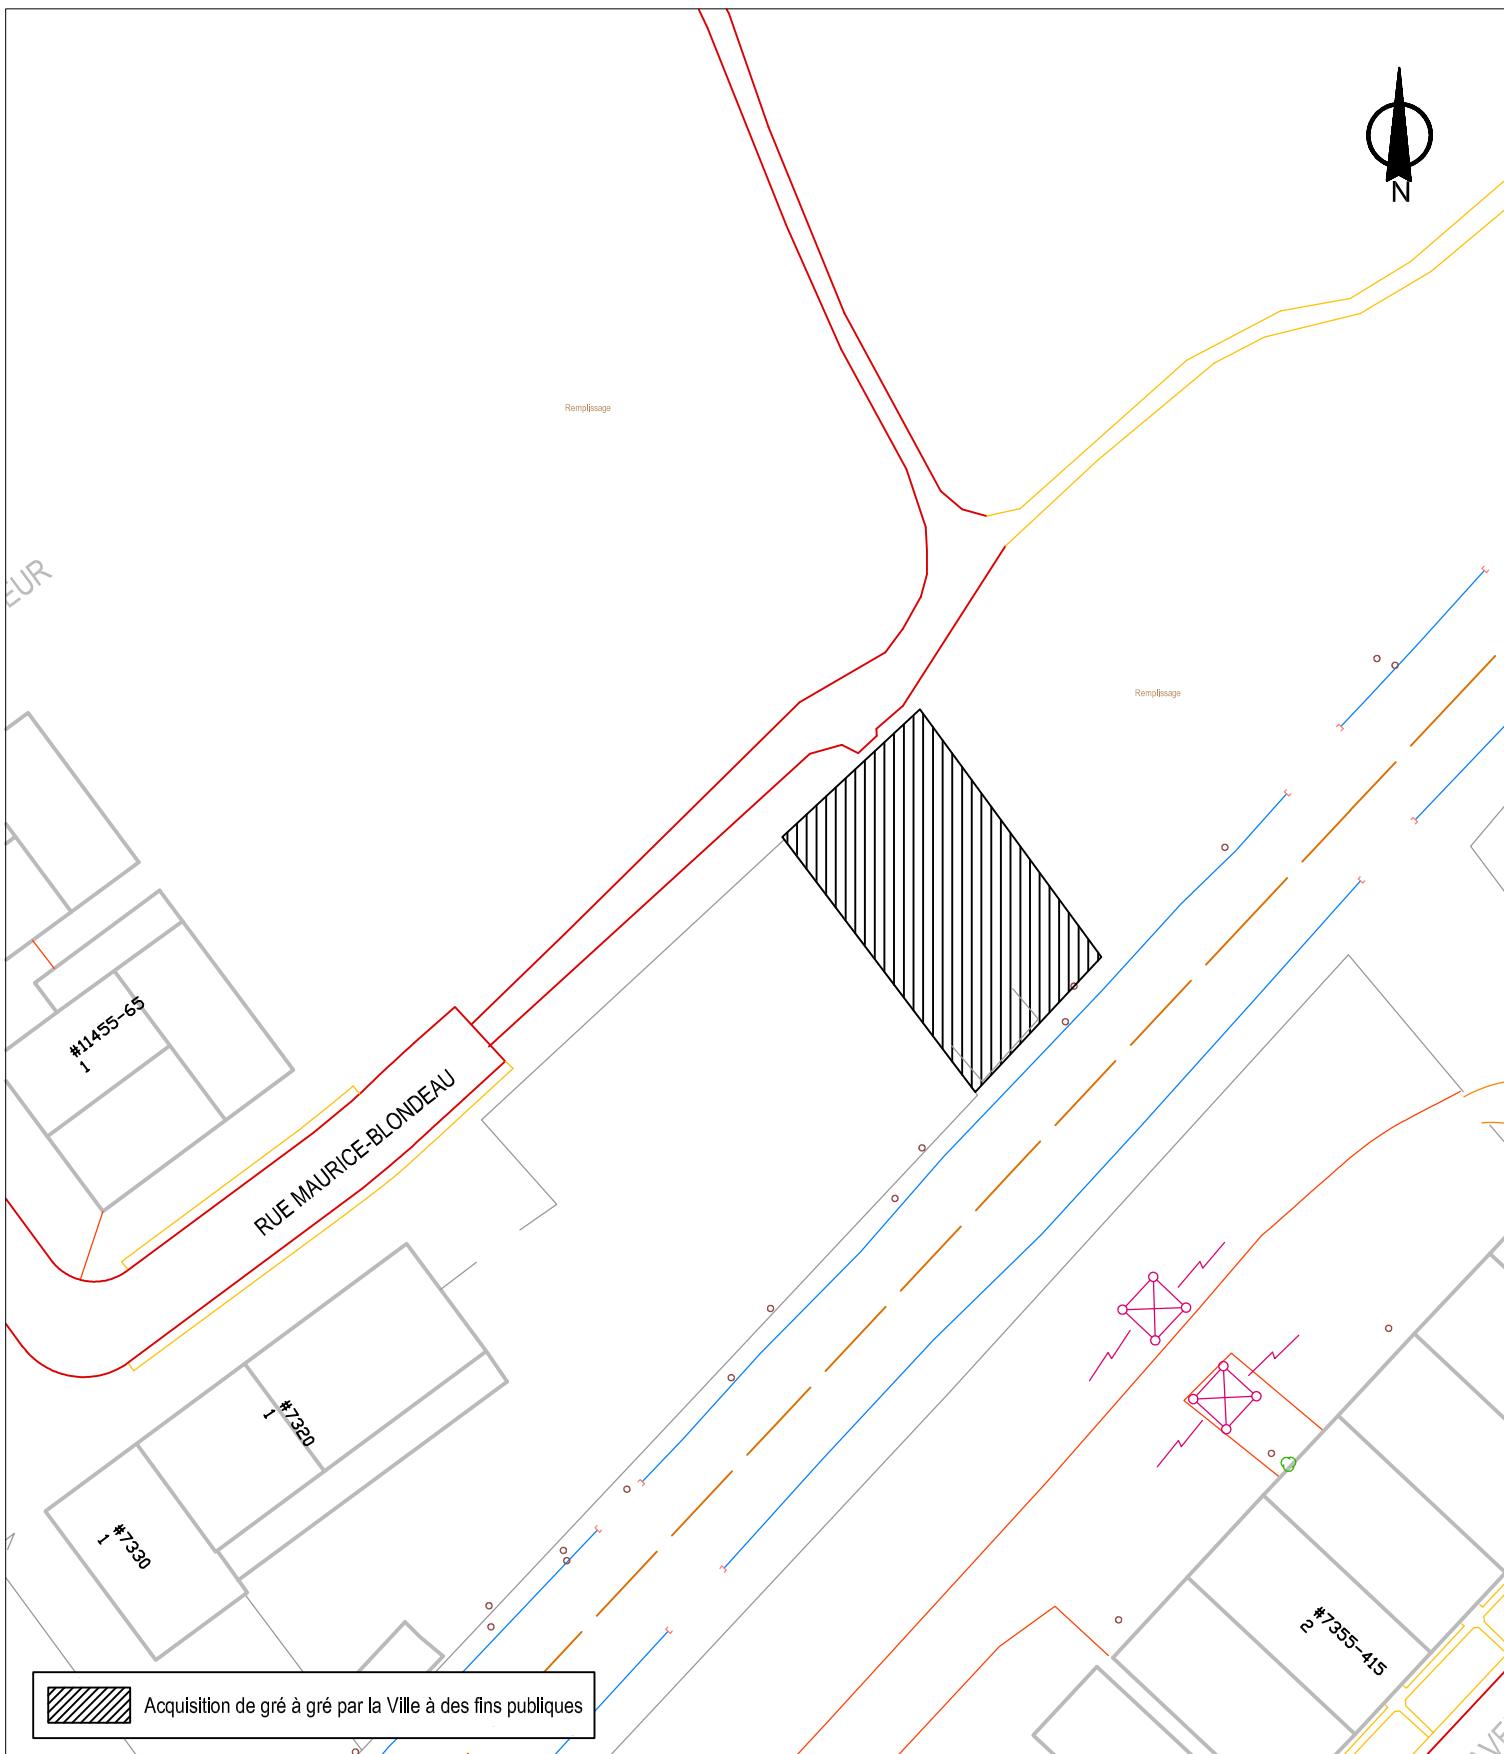 N
Remplissage
EUR
Remplissage
#11455-65
1
RUE MAURICE-BLONDEAU
#7320
1
#7330
1
#7355-415
2
Acquisition de gré à gré par la Ville à des fins publiques